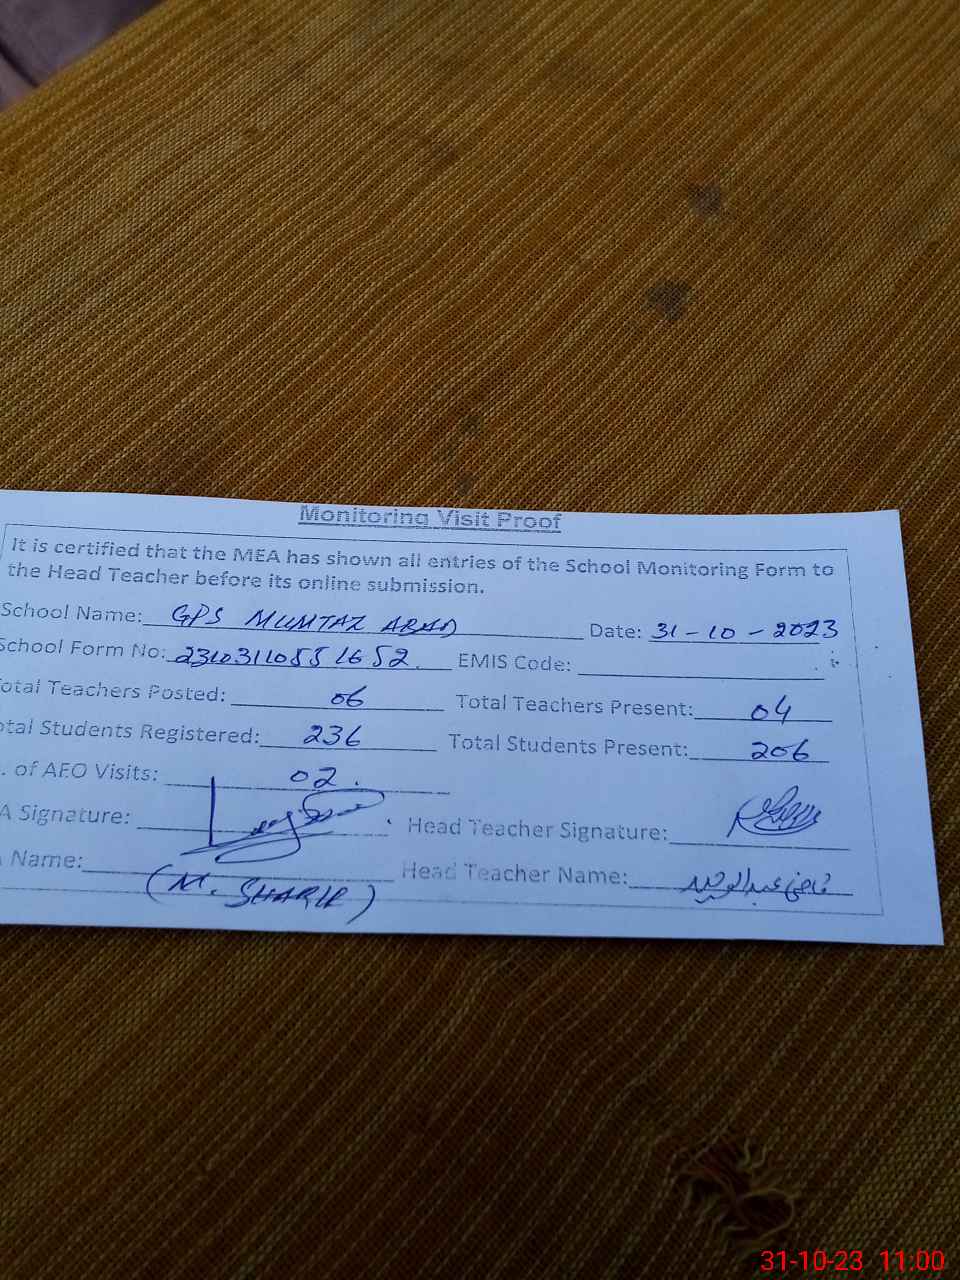 Monitoring Visit Proof
It is certified that the MEA has shown all entries of the School Monitoring Form to
the Head Teacher before its online submission.
School Name: GPS MUMTAZ ABAD Date: 31-10-2023
School Form No: EMIS Code:
otal Teachers Posted: 06 Total Teachers Present: 04
otal Students Registered: 236 Total Students Present: 206
. of AEO Visits: 02.
A Signature: Head Teacher Signature:
Name: (M. SHARIF) Head Teacher Name:
31-10-23 11:00